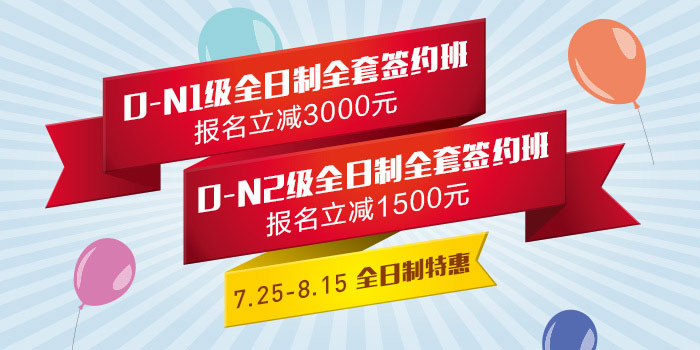 0-N1级全日制全套签约班
报名立减3000元
0-N2级全日制全套签约班
报名立减1500元
7.25-8.15 全日制特惠